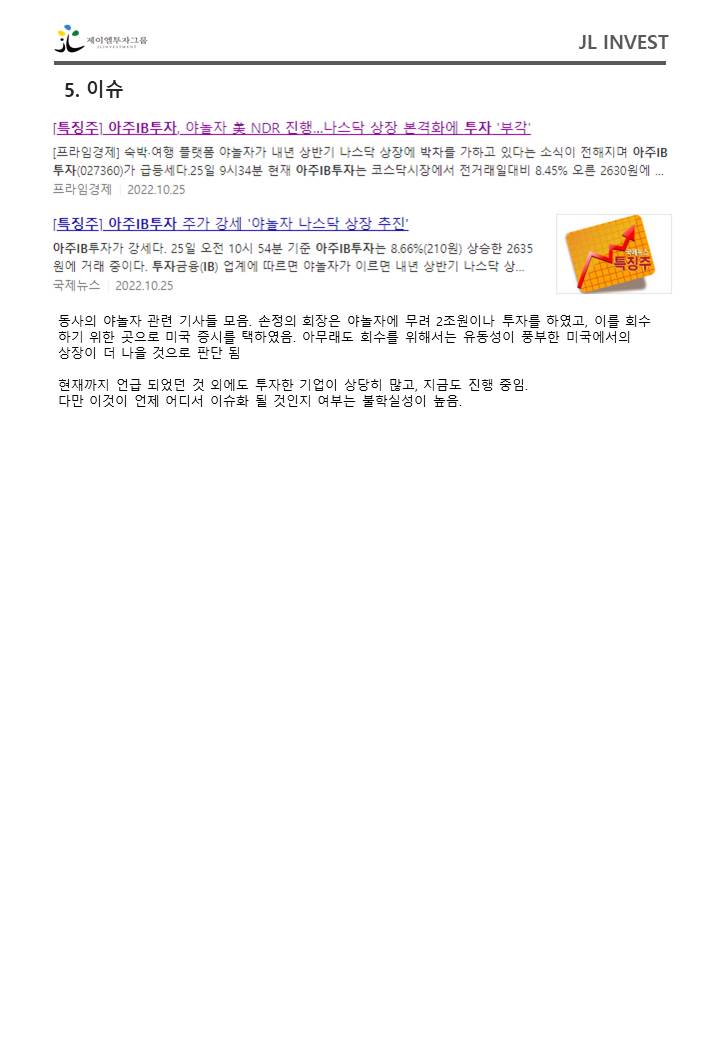 제이엘투자그룹
JL INVESTMENT
JL INVEST
5. 이슈
[특징주] 아주IB투자, 야놀자 美 NDR 진행...나스닥 상장 본격화에 투자 '부각'
[프라임경제] 숙박·여행 플랫폼 야놀자가 내년 상반기 나스닥 상장에 박차를 가하고 있다는 소식이 전해지며 아주IB
투자(027360)가 급등세다.25일 9시34분 현재 아주IB투자는 코스닥시장에서 전거래일대비 8.45% 오른 2630원에 ...
프라임경제 2022.10.25
[특징주] 아주IB투자 주가 강세 '야놀자 나스닥 상장 추진'
아주IB투자가 강세다. 25일 오전 10시 54분 기준 아주IB투자는 8.66%(210원) 상승한 2635
원에 거래 중이다. 투자금융(IB) 업계에 따르면 야놀자가 이르면 내년 상반기 나스닥 상...
국제뉴스 2022.10.25
국제뉴스
특징주
동사의 야놀자 관련 기사들 모음. 손정의 회장은 야놀자에 무려 2조원이나 투자를 하였고, 이를 회수
하기 위한 곳으로 미국 증시를 택하였음. 아무래도 회수를 위해서는 유동성이 풍부한 미국에서의
상장이 더 나을 것으로 판단 됨
현재까지 언급 되었던 것 외에도 투자한 기업이 상당히 많고, 지금도 진행 중임.
다만 이것이 언제 어디서 이슈화 될 것인지 여부는 불학실성이 높음.